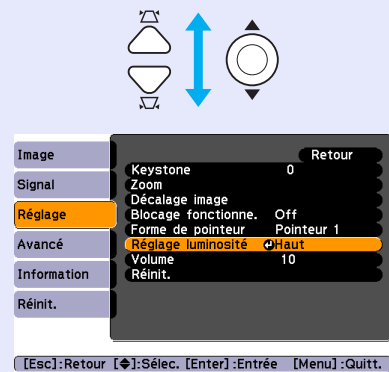 Image
Signal
Réglage
Avancé
Information
Réinit.
Retour
Keystone 0
Zoom
Décalage image
Blocage fonctionne. Off
Forme de pointeur Pointeur 1
Réglage luminosité Haut
Volume 10
Réinit.
[Esc]:Retour [◆]:Sélec. [Enter]:Entrée [Menu]:Quitt.